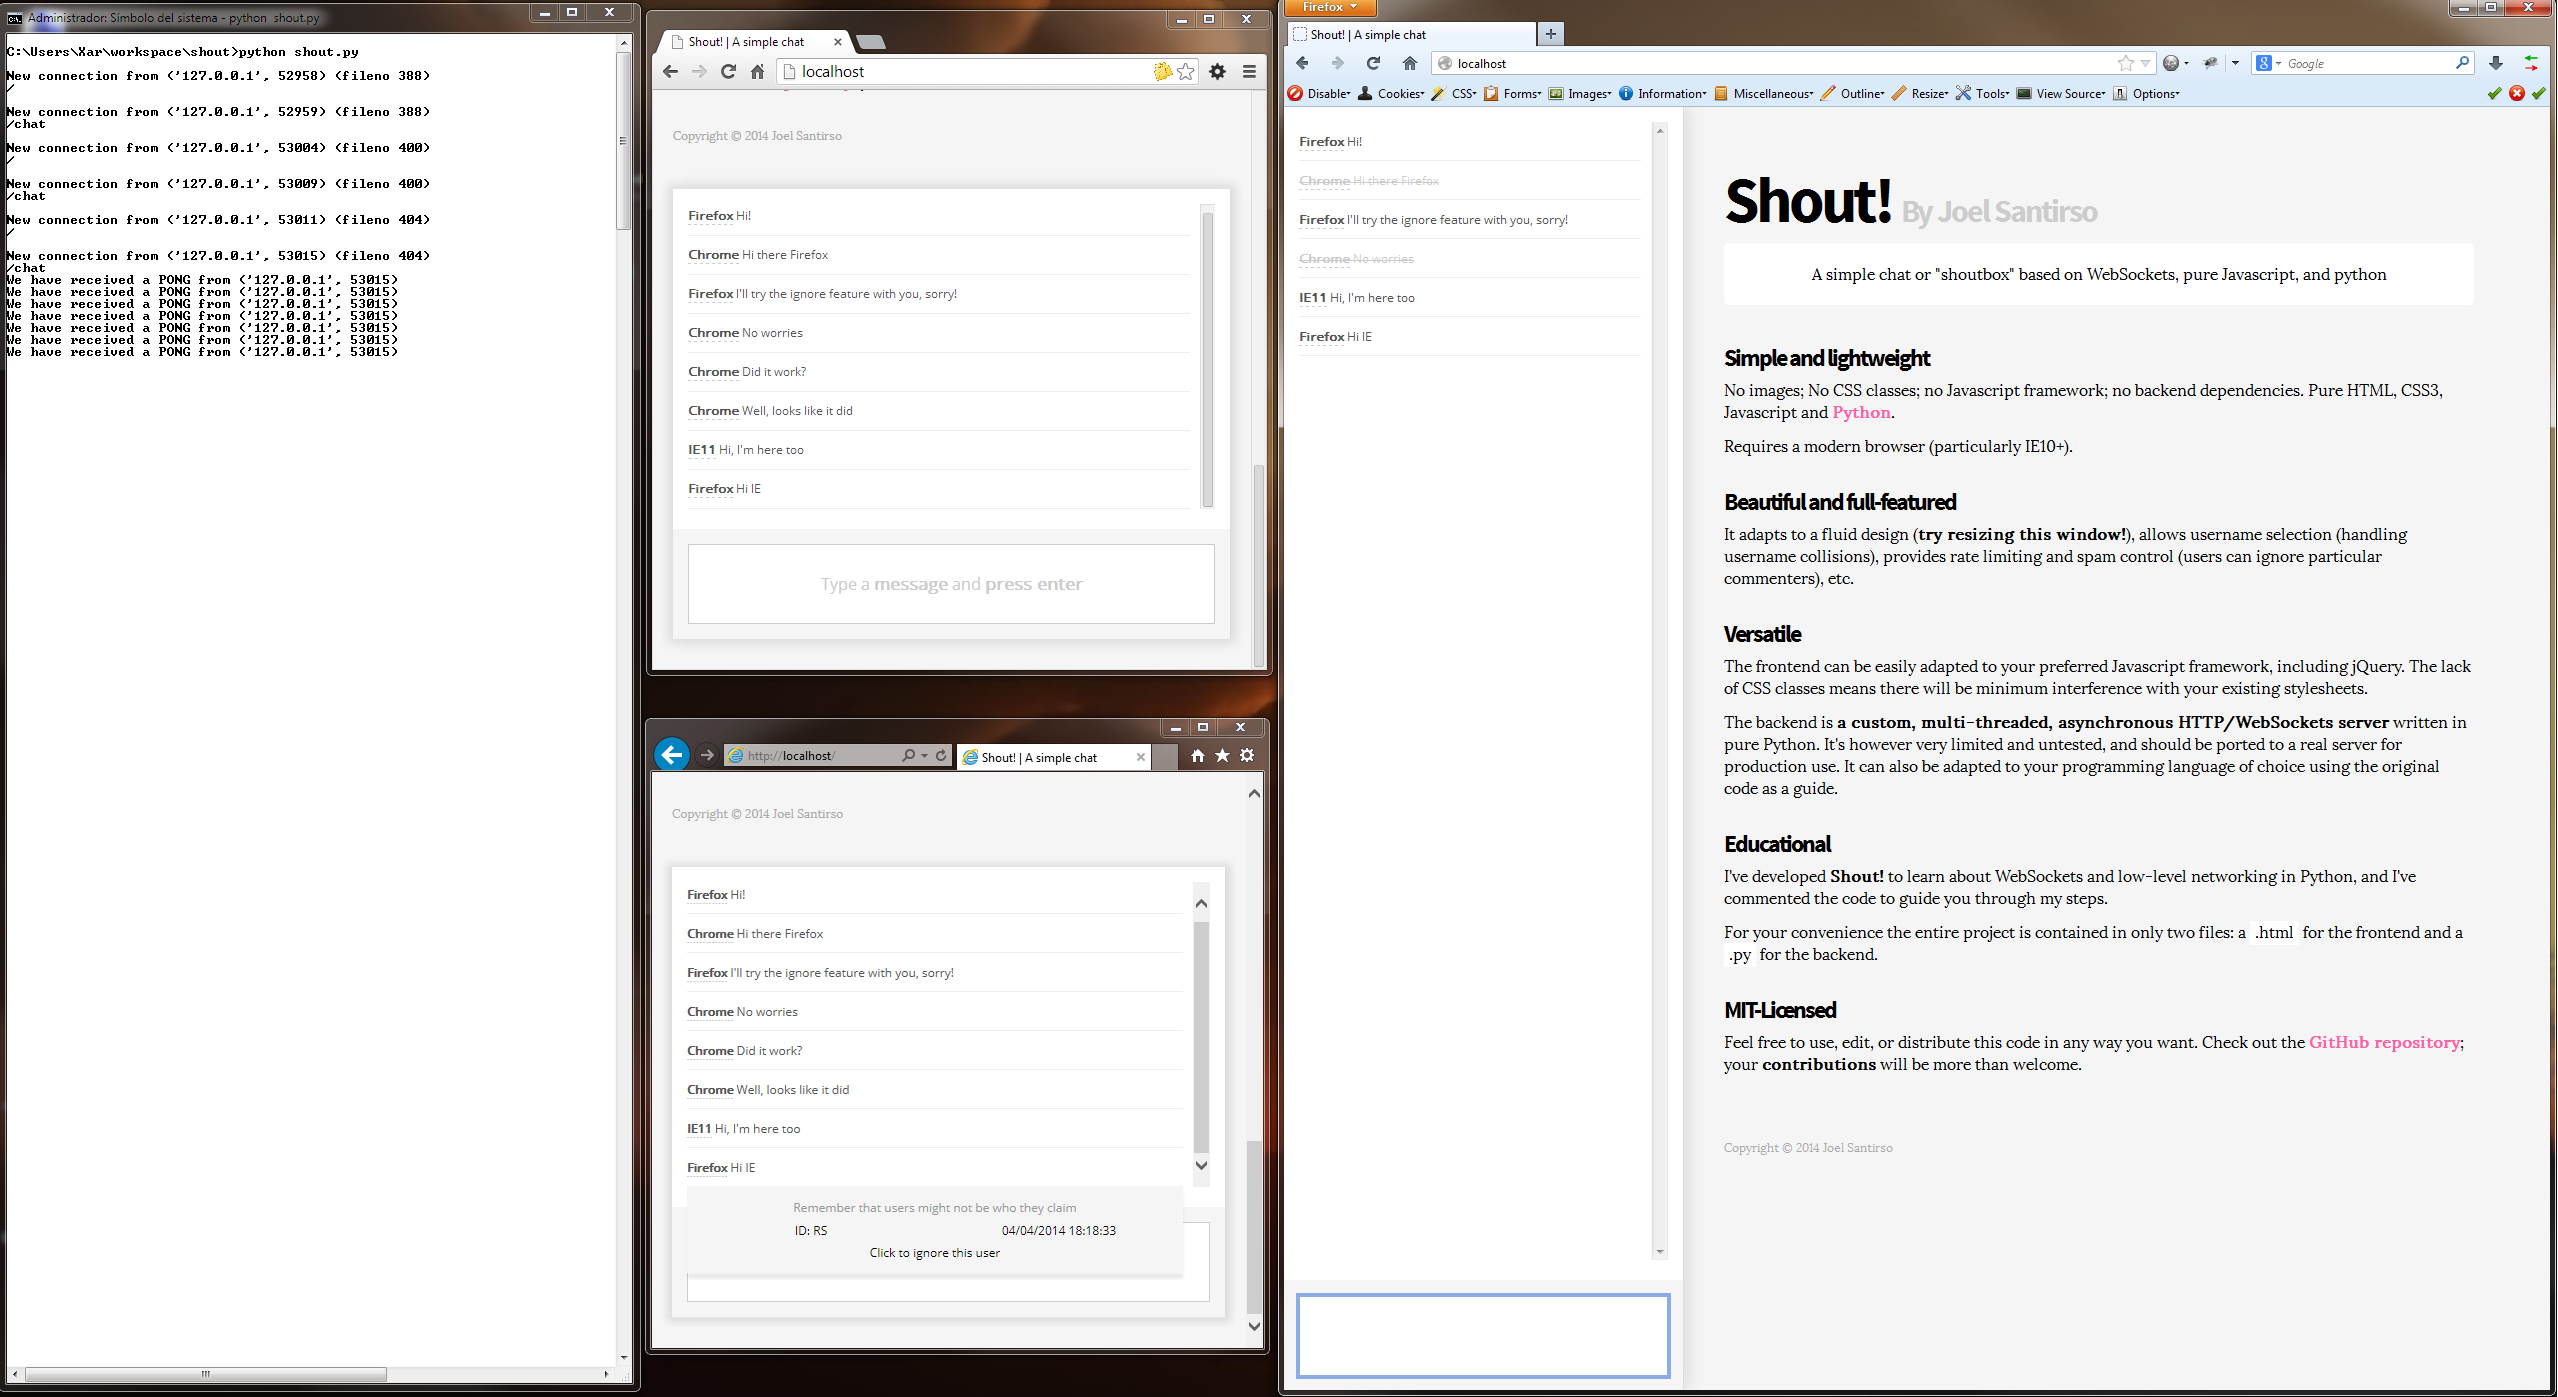 Administrador: Símbolo del sistema - python shout.py
C:\Users\Xar\workspace\shout>python shout.py
New connection from ('127.0.0.1', 52958) (fileno 388)
/
New connection from ('127.0.0.1', 52959) (fileno 388)
/chat
New connection from ('127.0.0.1', 53004) (fileno 400)
/
New connection from ('127.0.0.1', 53009) (fileno 400)
/chat
New connection from ('127.0.0.1', 53011) (fileno 404)
/
New connection from ('127.0.0.1', 53015) (fileno 404)
/chat
We have received a PONG from ('127.0.0.1', 53015)
We have received a PONG from ('127.0.0.1', 53015)
We have received a PONG from ('127.0.0.1', 53015)
We have received a PONG from ('127.0.0.1', 53015)
We have received a PONG from ('127.0.0.1', 53015)
We have received a PONG from ('127.0.0.1', 53015)
We have received a PONG from ('127.0.0.1', 53015)
Shout! | A simple chat
localhost
Copyright © 2014 Joel Santirso
Firefox Hi!
Chrome Hi there Firefox
Firefox I'll try the ignore feature with you, sorry!
Chrome No worries
Chrome Did it work?
Chrome Well, looks like it did
IE11 Hi, I'm here too
Firefox Hi IE
Type a message and press enter
http://localhost/
Shout! | A simple chat
Copyright © 2014 Joel Santirso
Firefox Hi!
Chrome Hi there Firefox
Firefox I'll try the ignore feature with you, sorry!
Chrome No worries
Chrome Did it work?
Chrome Well, looks like it did
IE11 Hi, I'm here too
Firefox Hi IE
Remember that users might not be who they claim
ID: RS 04/04/2014 18:18:33
Click to ignore this user
Firefox
Shout! | A simple chat
localhost
Google
Disable Cookies CSS Forms Images Information Miscellaneous Outline Resize Tools View Source Options
Firefox Hi!
Chrome Hi there Firefox
Firefox I'll try the ignore feature with you, sorry!
Chrome No worries
IE11 Hi, I'm here too
Firefox Hi IE
Shout! By Joel Santirso
A simple chat or "shoutbox" based on WebSockets, pure Javascript, and python
Simple and lightweight
No images; No CSS classes; no Javascript framework; no backend dependencies. Pure HTML, CSS3,
Javascript and Python.
Requires a modern browser (particularly IE10+).
Beautiful and full-featured
It adapts to a fluid design (try resizing this window!), allows username selection (handling
username collisions), provides rate limiting and spam control (users can ignore particular
commenters), etc.
Versatile
The frontend can be easily adapted to your preferred Javascript framework, including jQuery. The lack
of CSS classes means there will be minimum interference with your existing stylesheets.
The backend is a custom, multi-threaded, asynchronous HTTP/WebSockets server written in
pure Python. It's however very limited and untested, and should be ported to a real server for
production use. It can also be adapted to your programming language of choice using the original
code as a guide.
Educational
I've developed Shout! to learn about WebSockets and low-level networking in Python, and I've
commented the code to guide you through my steps.
For your convenience the entire project is contained in only two files: a .html for the frontend and a
.py for the backend.
MIT-Licensed
Feel free to use, edit, or distribute this code in any way you want. Check out the GitHub repository;
your contributions will be more than welcome.
Copyright © 2014 Joel Santirso